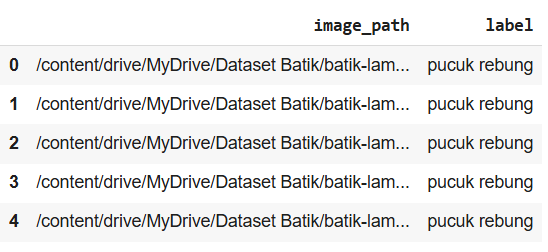 image_path label
0 /content/drive/MyDrive/Dataset Batik/batik-lam... pucuk rebung
1 /content/drive/MyDrive/Dataset Batik/batik-lam... pucuk rebung
2 /content/drive/MyDrive/Dataset Batik/batik-lam... pucuk rebung
3 /content/drive/MyDrive/Dataset Batik/batik-lam... pucuk rebung
4 /content/drive/MyDrive/Dataset Batik/batik-lam... pucuk rebung